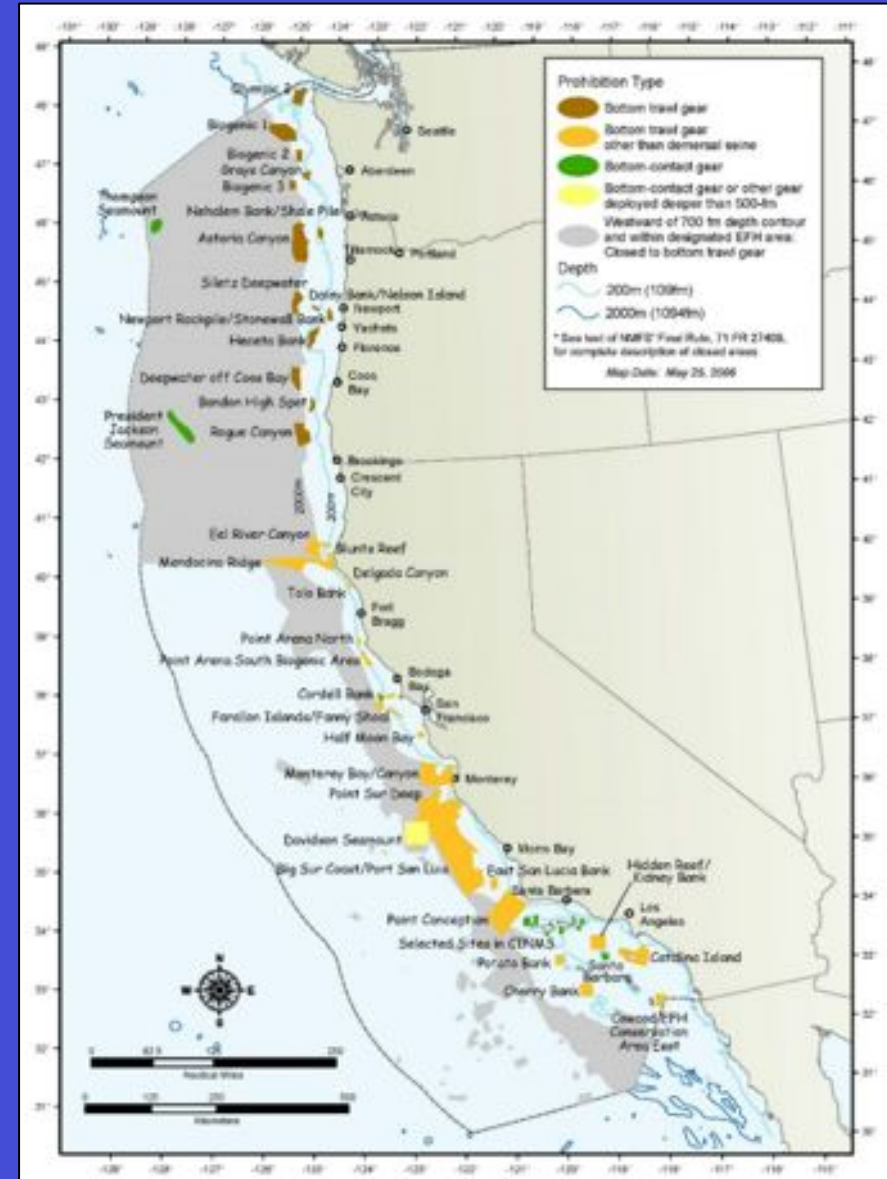 Prohibition Type
Bottom trawl gear
Bottom trawl gear
other than demersal seine
Bottom-contact gear
Bottom-contact gear or other gear
deployed deeper than 500-fm
Westward of 700 fm depth contour
and within designated EFH area:
Closed to bottom trawl gear
Depth
200m (109fm)
2000m (1094fm)
* See text of NMFS' Final Rule, 71 FR 27408,
for complete description of closed areas
Map Date: May 25, 2006
Olympic 2
Biogenic 1
Seattle
Biogenic 2
Grays Canyon
Aberdeen
Biogenic 3
Thompson
Seamount
Nehalem Bank/Shale Pile
Astoria Canyon
Portland
Siletz Deepwater
Daisy Bank/Nelson Island
Newport
Newport Rockpile/Stonewall Bank
Yachats
Heceta Bank
Florence
Deepwater off Coos Bay
Coos
Bay
Bandon High Spot
President
Jackson
Seamount
Rogue Canyon
Brookings
Crescent
City
2000m
200m
Eel River Canyon
Blunts Reef
Mendocino Ridge
Delgada Canyon
Tolo Bank
Fort
Bragg
Point Arena North
Point Arena South Biogenic Area
Bodega
Bay
Cordell Bank
San
Francisco
Farallon Islands/Fanny Shoal
Half Moon Bay
Monterey Bay/Canyon
Monterey
Point Sur Deep
Davidson Seamount
Morro Bay
Hidden Reef/
Kidney Bank
Big Sur Coast/Port San Luis
East San Lucia Bank
Santa Barbara
Los
Angeles
Point Conception
Selected Sites in CINMS
Catalina Island
Potato Bank
Santa
Barbara
Cherry Bank
Cowcod EFH
Conservation
Area East
N
W
E
S
Nautical Miles
Kilometers